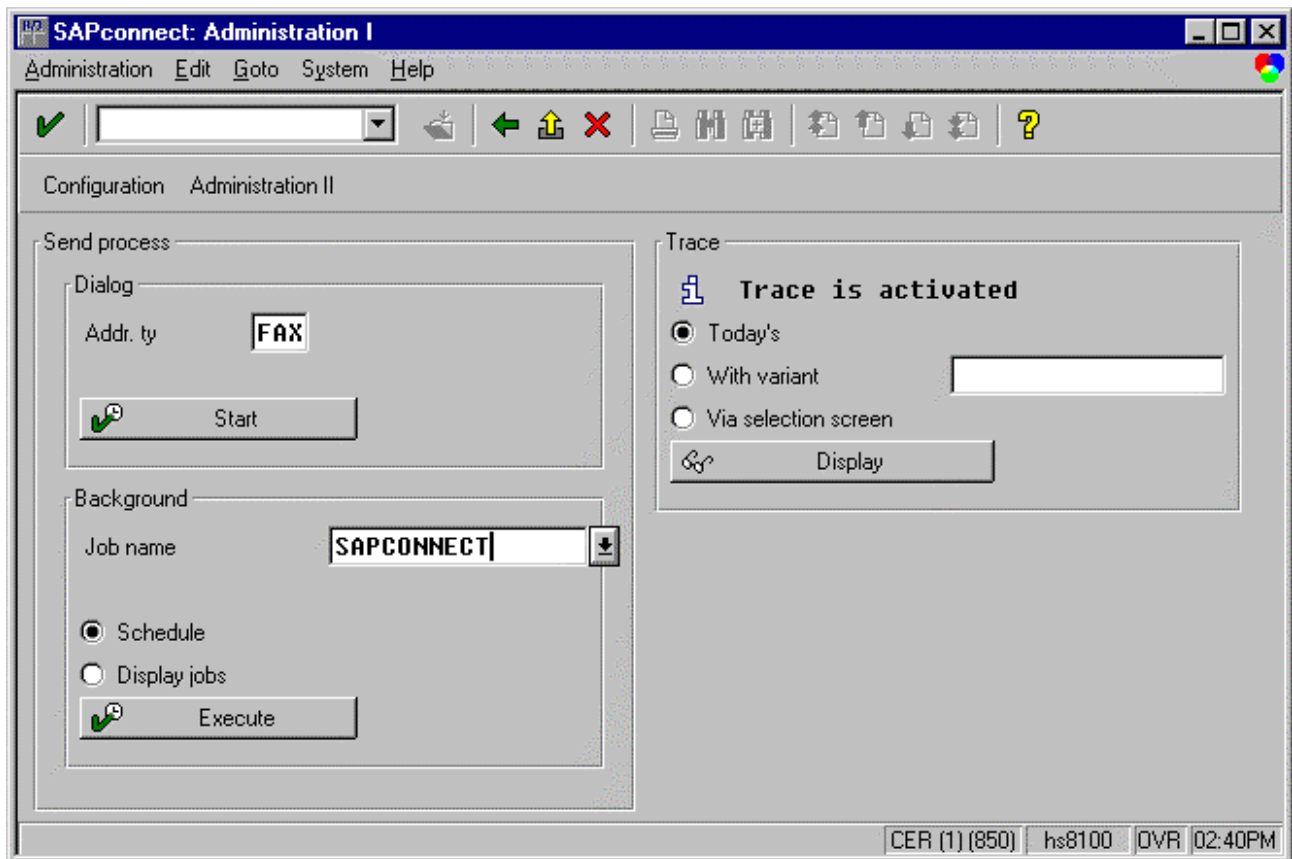 SAPconnect: Administration I
Administration Edit Goto System Help
Configuration Administration II
Send process
Dialog
Addr. ty FAX
Start
Background
Job name SAPCONNECT
Schedule
Display jobs
Execute
Trace
Trace is activated
Today's
With variant
Via selection screen
Display
CER (1) (850) hs8100 OVR 02:40PM